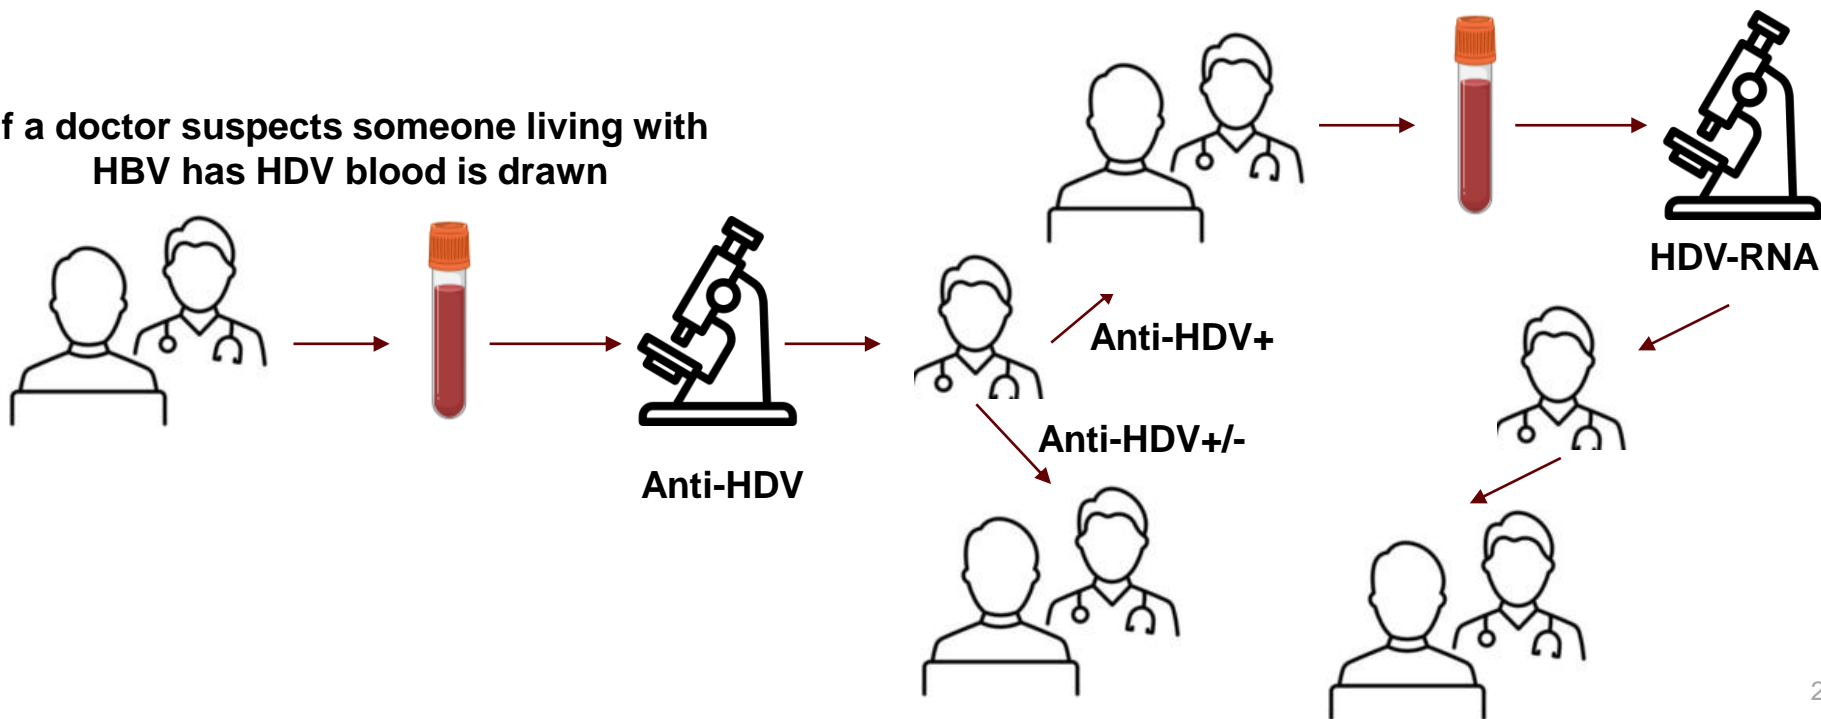 f a doctor suspects someone living with
HBV has HDV blood is drawn
HDV-RNA
Anti-HDV+
Anti-HDV+/-
Anti-HDV
2